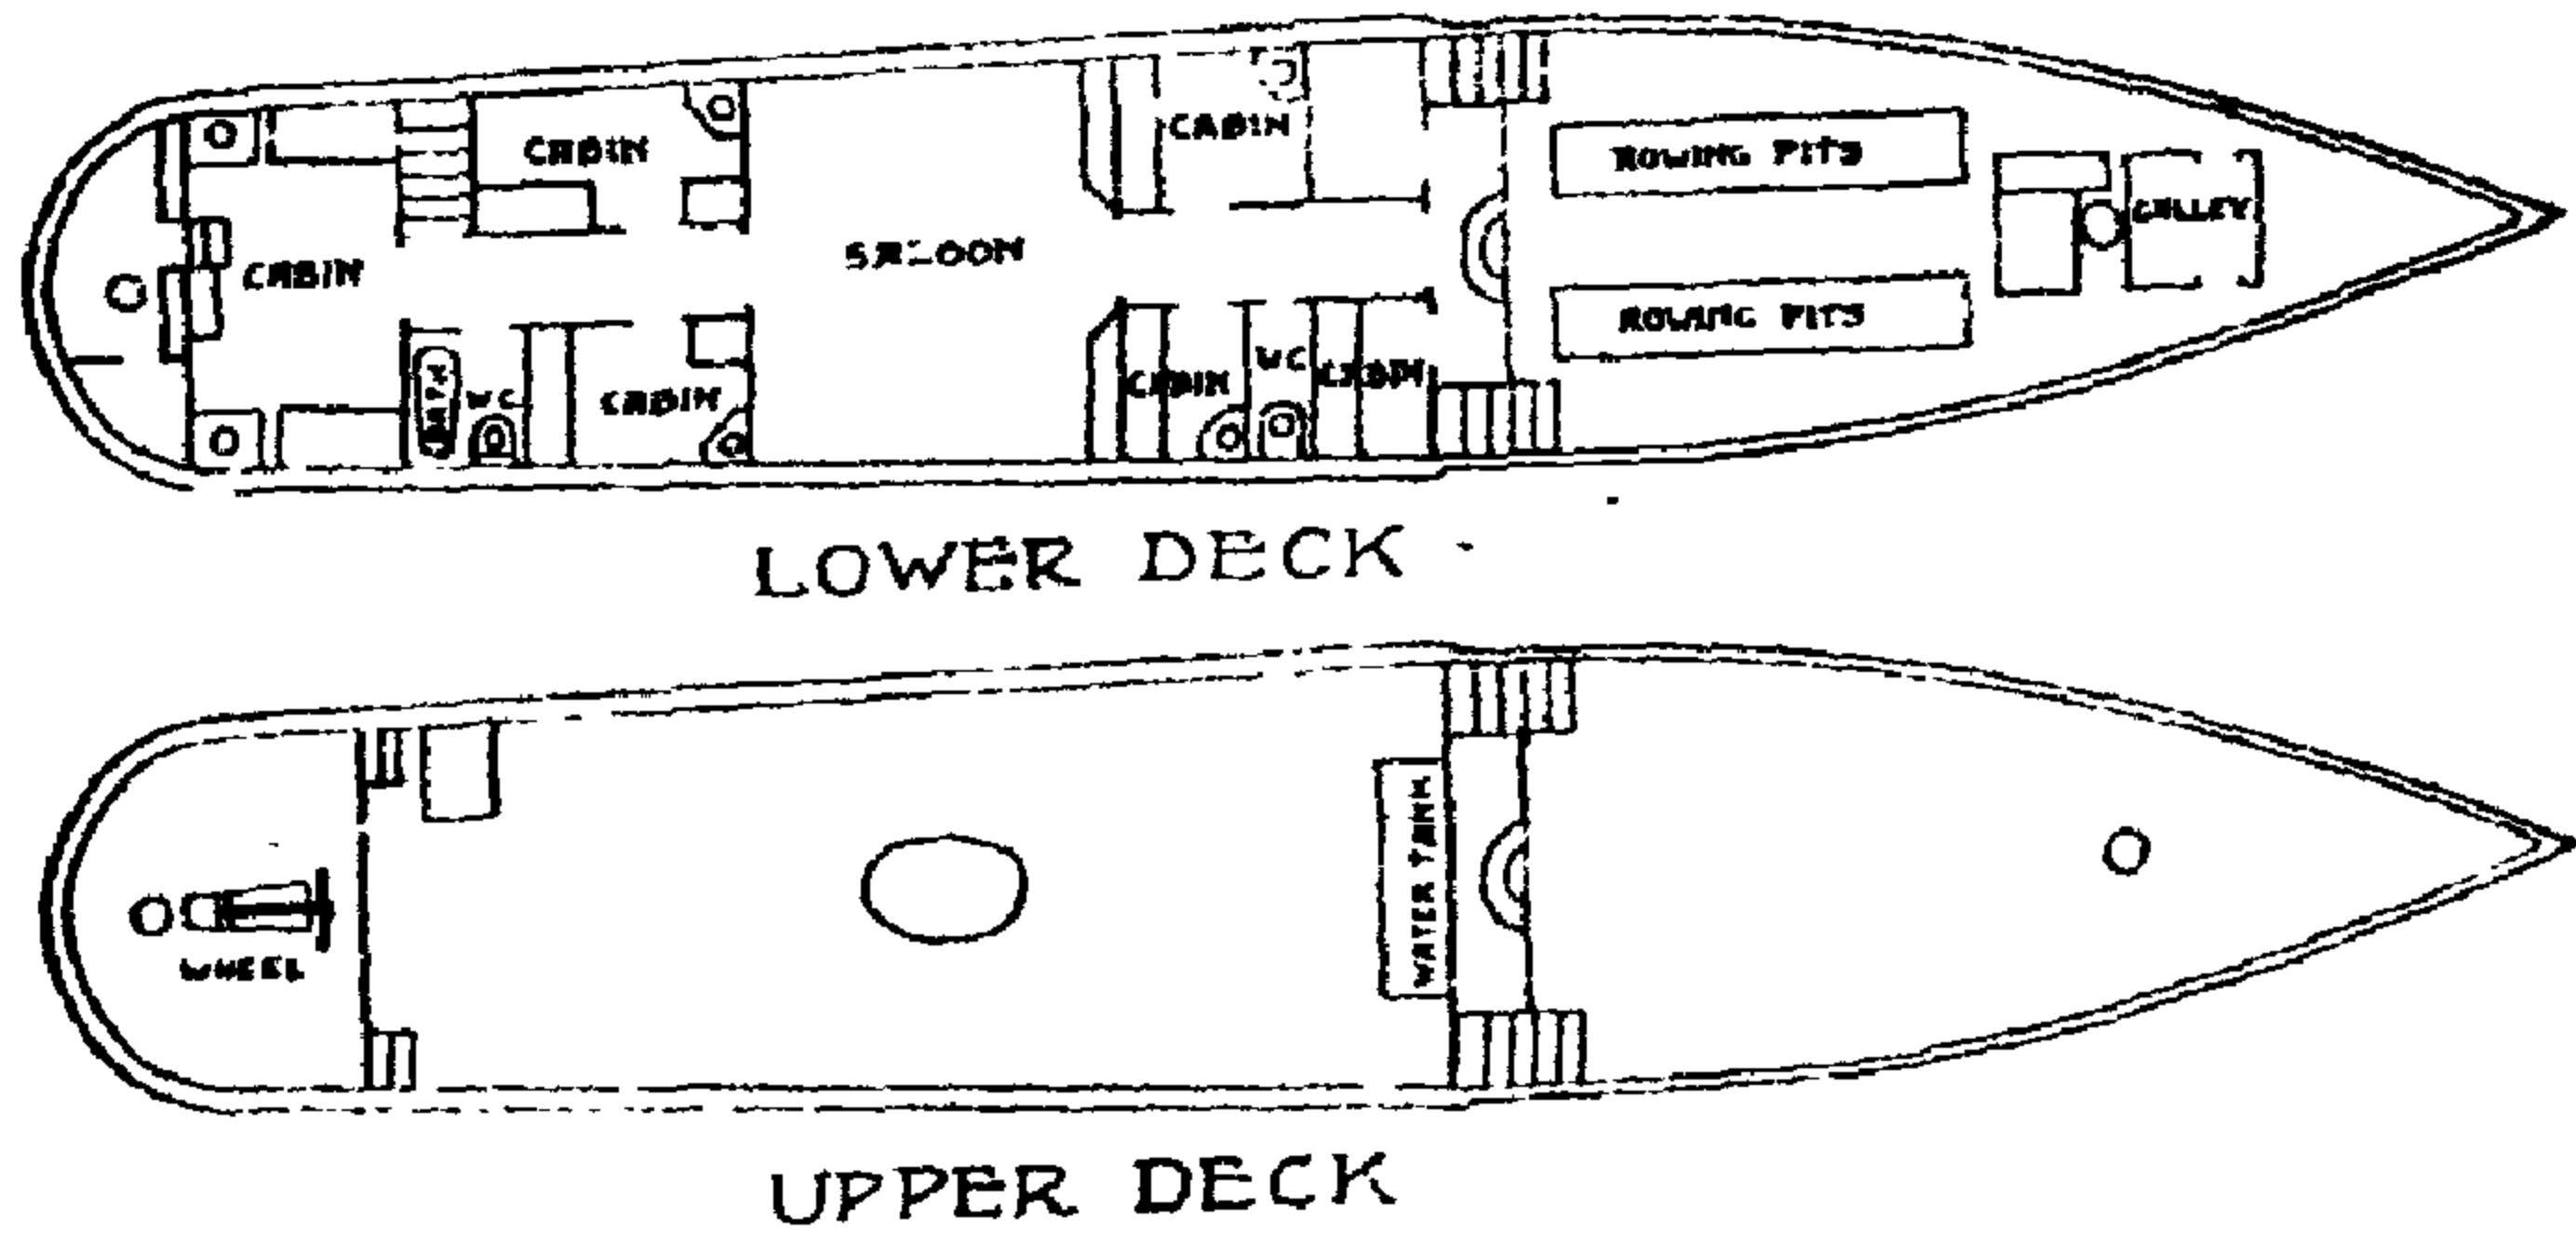 CABIN
CABIN
ROWING PITS
GALLEY
SALOON
CABIN
ROWING PITS
BATH
WC
CABIN
CABIN
WC
CABIN
LOWER DECK
WATER TANK
WHEEL
UPPER DECK